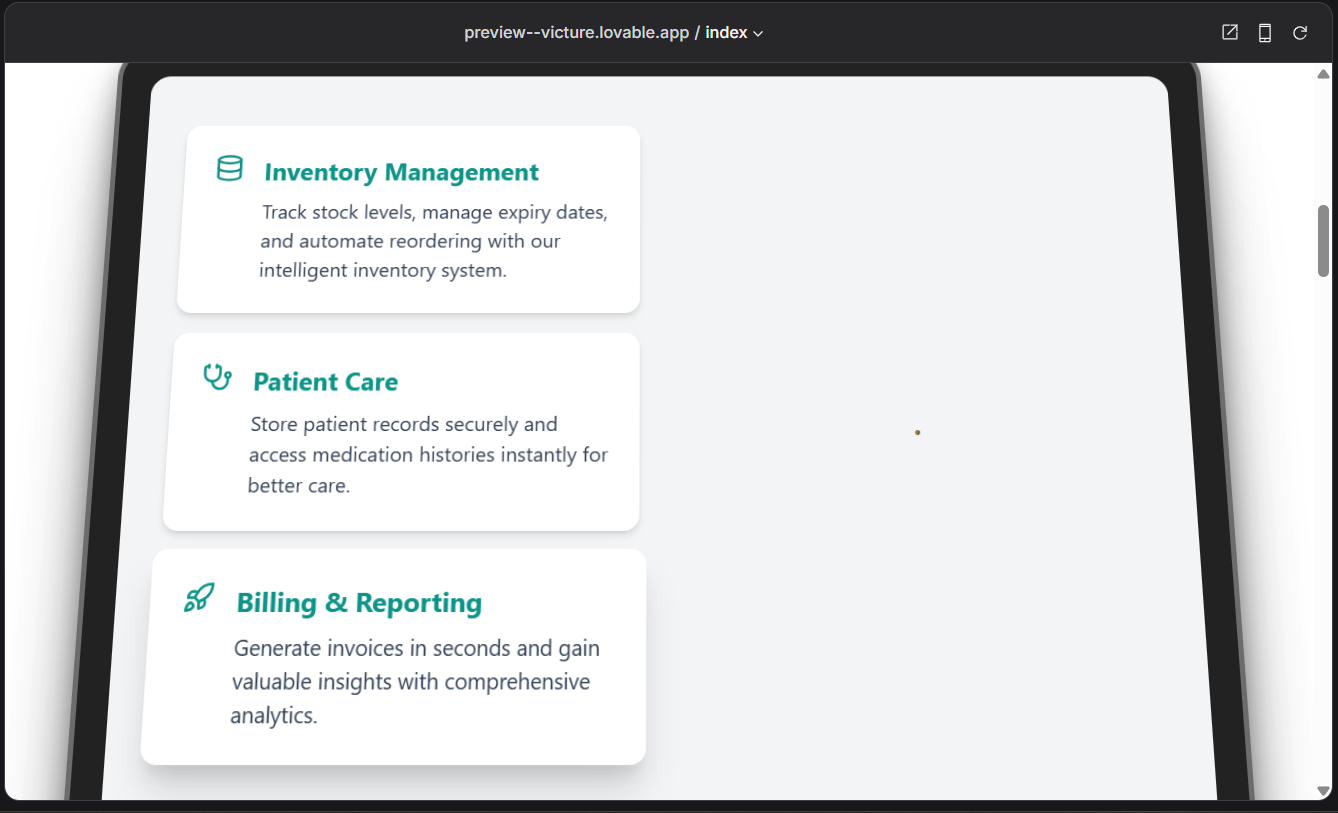 preview--victure.lovable.app / index
Inventory Management
Track stock levels, manage expiry dates,
and automate reordering with our
intelligent inventory system.
Patient Care
Store patient records securely and
access medication histories instantly for
better care.
Billing & Reporting
Generate invoices in seconds and gain
valuable insights with comprehensive
analytics.